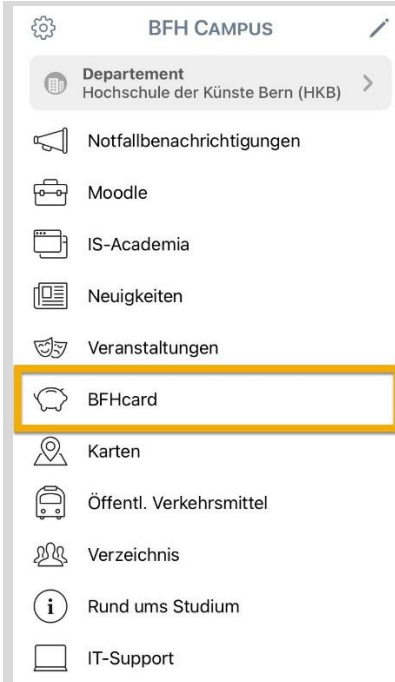 BFH CAMPUS
Departement
Hochschule der Künste Bern (HKB)
Notfallbenachrichtigungen
Moodle
IS-Academia
Neuigkeiten
Veranstaltungen
BFHcard
Karten
Öffentl. Verkehrsmittel
Verzeichnis
i Rund ums Studium
IT-Support